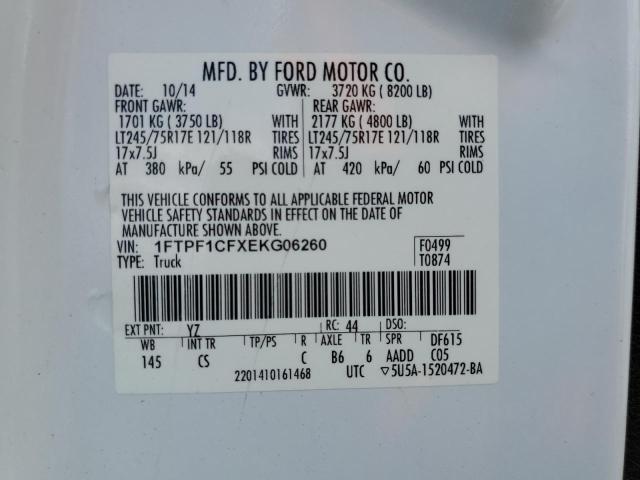 MFD. BY FORD MOTOR CO.
DATE: 10/14 GVWR: 3720 KG ( 8200 LB)
FRONT GAWR: REAR GAWR:
1701 KG ( 3750 LB) WITH 2177 KG ( 4800 LB) WITH
LT245/75R17E 121/118R TIRES LT245/75R17E 121/118R TIRES
17x7.5J RIMS 17x7.5J RIMS
AT 380 kPa/ 55 PSI COLD AT 420 kPa/ 60 PSI COLD
THIS VEHICLE CONFORMS TO ALL APPLICABLE FEDERAL MOTOR
VEHICLE SAFETY STANDARDS IN EFFECT ON THE DATE OF
MANUFACTURE SHOWN ABOVE.
VIN: 1FTPF1CFXEKG06260 F0499
TYPE: Truck T0874
EXT PNT: YZ RC: 44 DSO:
WB INT TR TP/PS R AXLE TR SPR DF615
145 CS C B6 6 AADD C05
2201410161468 UTC ▽5U5A-1520472-BA